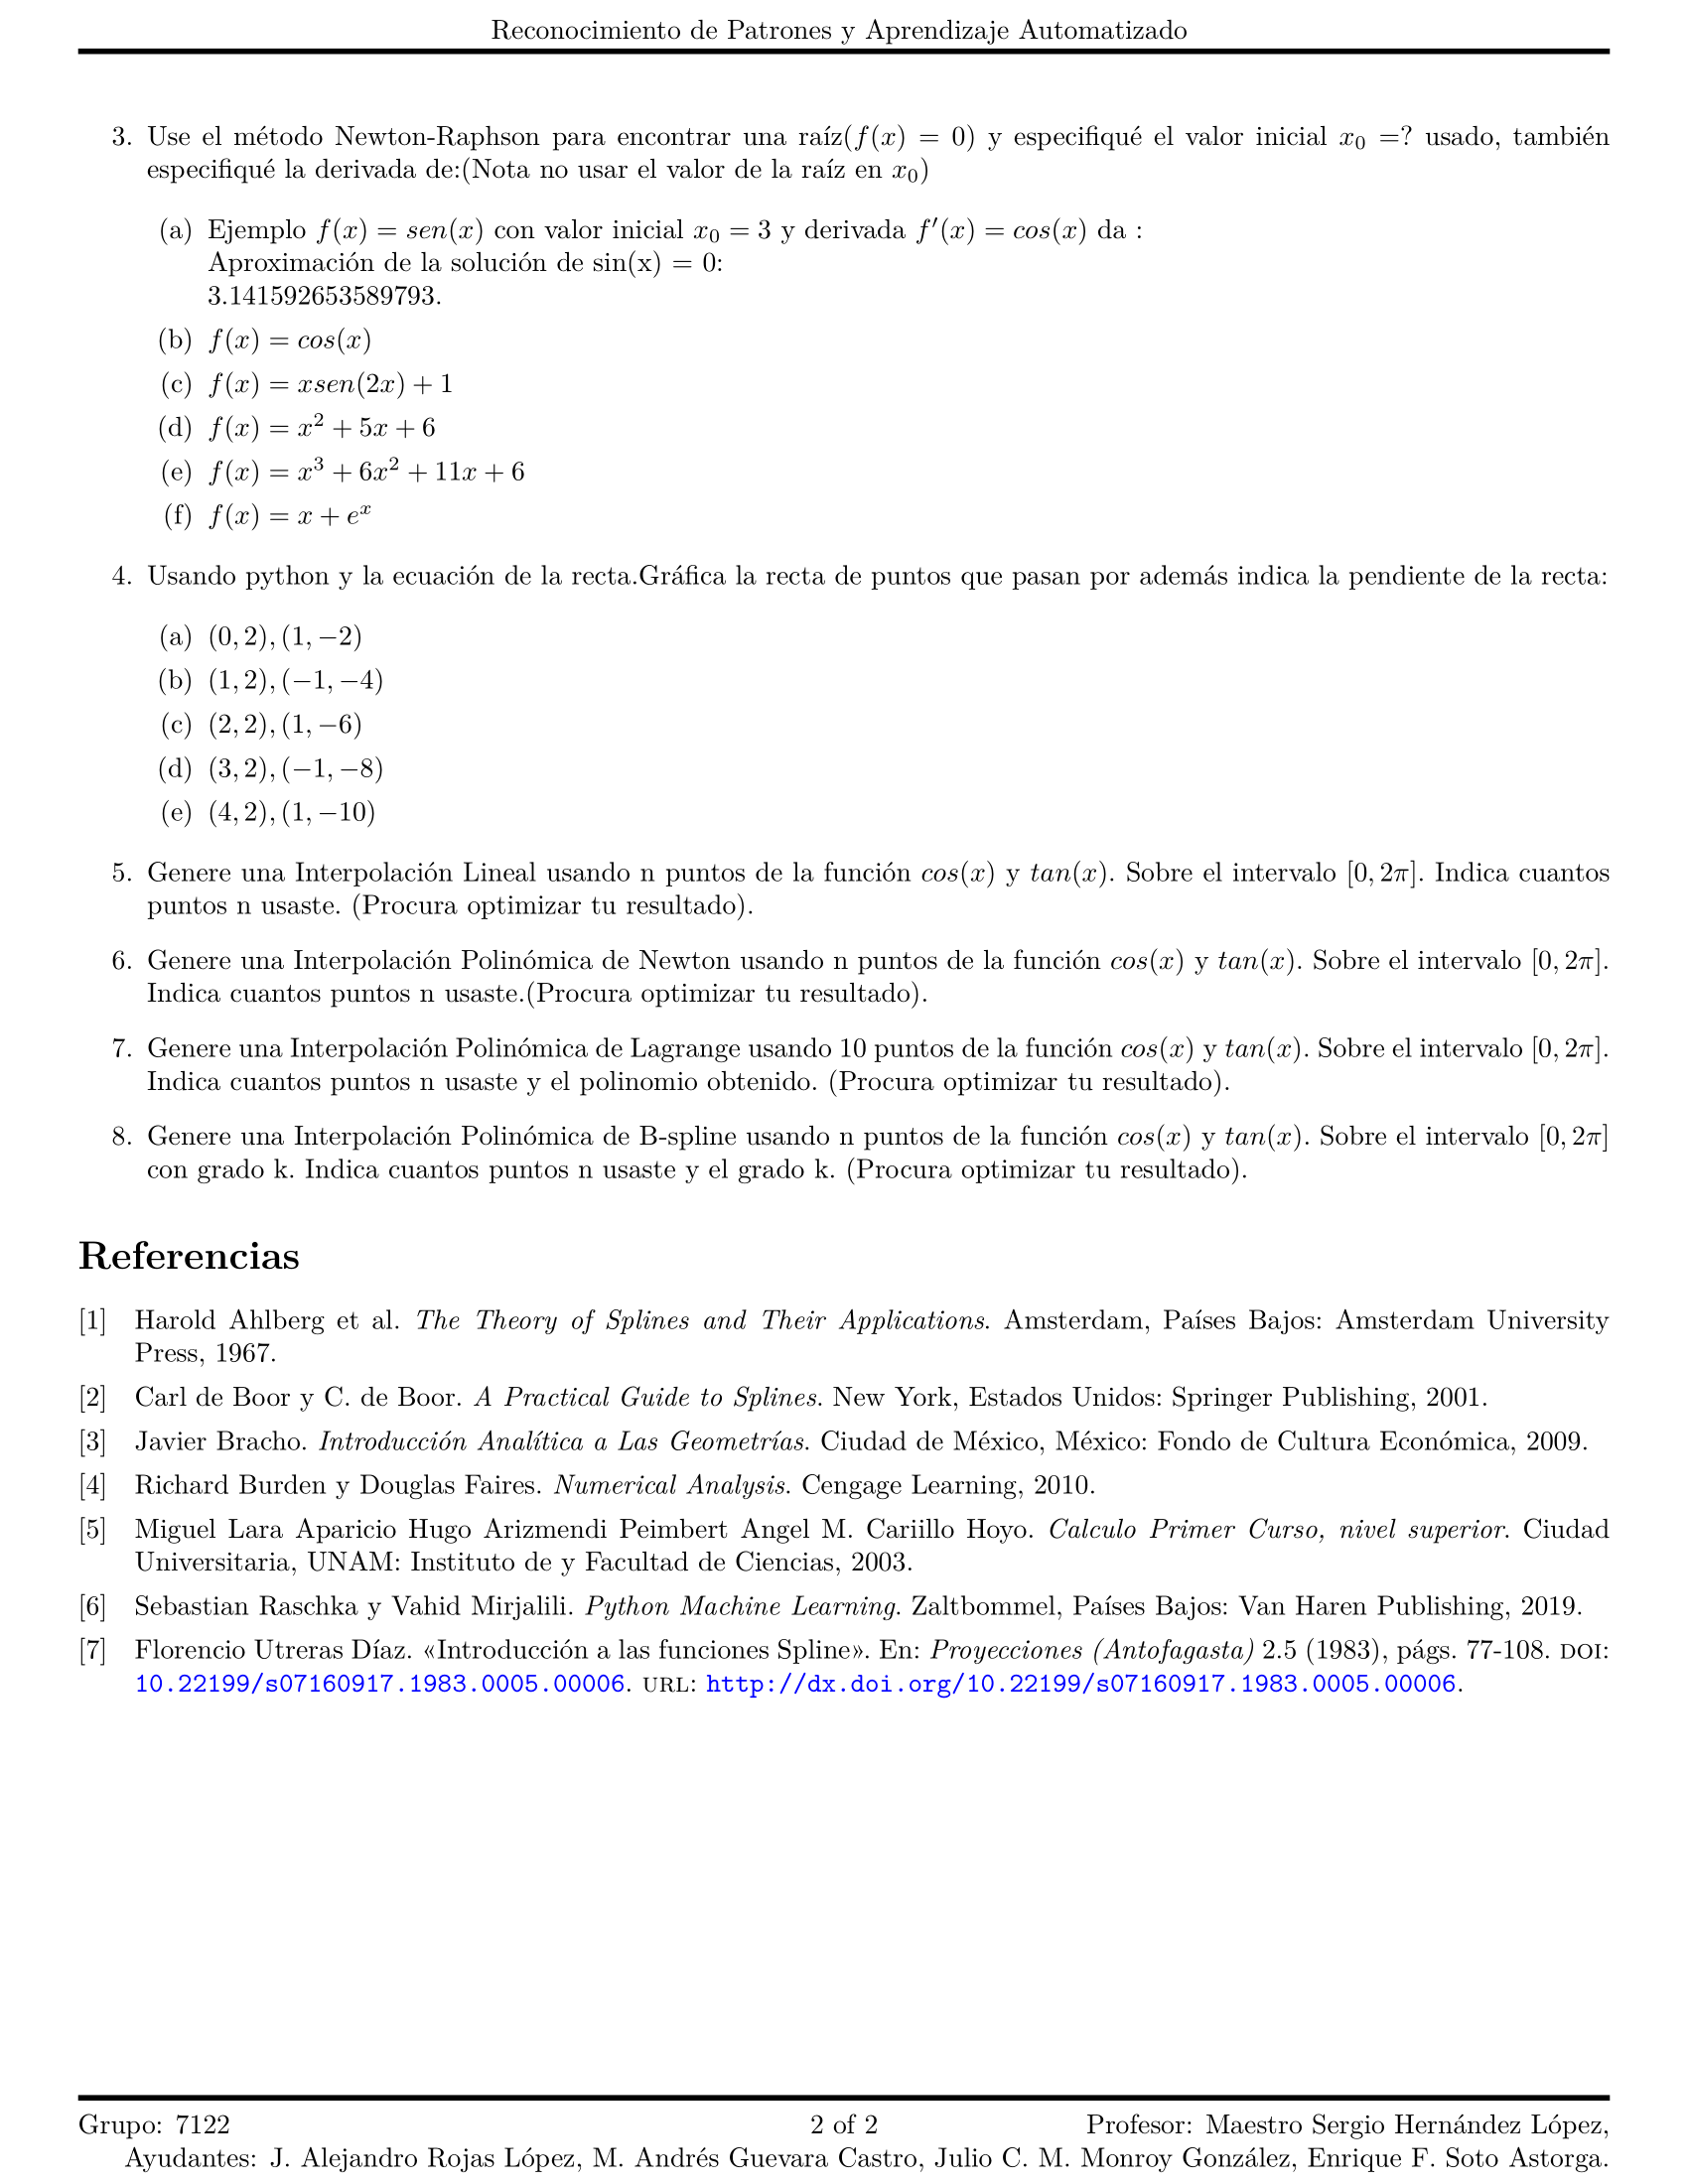 Reconocimiento de Patrones y Aprendizaje Automatizado
3. Use el método Newton-Raphson para encontrar una raíz(f(x) = 0) y especifiqué el valor inicial x₀ =? usado, también
especifiqué la derivada de:(Nota no usar el valor de la raíz en x₀)
(a) Ejemplo f(x) = sen(x) con valor inicial x₀ = 3 y derivada f′(x) = cos(x) da :
Aproximación de la solución de sin(x) = 0:
3.141592653589793.
(b) f(x) = cos(x)
(c) f(x) = xsen(2x) + 1
(d) f(x) = x² + 5x + 6
(e) f(x) = x³ + 6x² + 11x + 6
(f) f(x) = x + eˣ
4. Usando python y la ecuación de la recta.Gráfica la recta de puntos que pasan por además indica la pendiente de la recta:
(a) (0, 2), (1, −2)
(b) (1, 2), (−1, −4)
(c) (2, 2), (1, −6)
(d) (3, 2), (−1, −8)
(e) (4, 2), (1, −10)
5. Genere una Interpolación Lineal usando n puntos de la función cos(x) y tan(x). Sobre el intervalo [0, 2π]. Indica cuantos
puntos n usaste. (Procura optimizar tu resultado).
6. Genere una Interpolación Polinómica de Newton usando n puntos de la función cos(x) y tan(x). Sobre el intervalo [0, 2π].
Indica cuantos puntos n usaste.(Procura optimizar tu resultado).
7. Genere una Interpolación Polinómica de Lagrange usando 10 puntos de la función cos(x) y tan(x). Sobre el intervalo [0, 2π].
Indica cuantos puntos n usaste y el polinomio obtenido. (Procura optimizar tu resultado).
8. Genere una Interpolación Polinómica de B-spline usando n puntos de la función cos(x) y tan(x). Sobre el intervalo [0, 2π]
con grado k. Indica cuantos puntos n usaste y el grado k. (Procura optimizar tu resultado).
Referencias
[1] Harold Ahlberg et al. The Theory of Splines and Their Applications. Amsterdam, Países Bajos: Amsterdam University
Press, 1967.
[2] Carl de Boor y C. de Boor. A Practical Guide to Splines. New York, Estados Unidos: Springer Publishing, 2001.
[3] Javier Bracho. Introducción Analítica a Las Geometrías. Ciudad de México, México: Fondo de Cultura Económica, 2009.
[4] Richard Burden y Douglas Faires. Numerical Analysis. Cengage Learning, 2010.
[5] Miguel Lara Aparicio Hugo Arizmendi Peimbert Angel M. Cariillo Hoyo. Calculo Primer Curso, nivel superior. Ciudad
Universitaria, UNAM: Instituto de y Facultad de Ciencias, 2003.
[6] Sebastian Raschka y Vahid Mirjalili. Python Machine Learning. Zaltbommel, Países Bajos: Van Haren Publishing, 2019.
[7] Florencio Utreras Díaz. «Introducción a las funciones Spline». En: Proyecciones (Antofagasta) 2.5 (1983), págs. 77-108. DOI:
10.22199/s07160917.1983.0005.00006. URL: http://dx.doi.org/10.22199/s07160917.1983.0005.00006.
Grupo: 7122 2 of 2 Profesor: Maestro Sergio Hernández López,
Ayudantes: J. Alejandro Rojas López, M. Andrés Guevara Castro, Julio C. M. Monroy González, Enrique F. Soto Astorga.